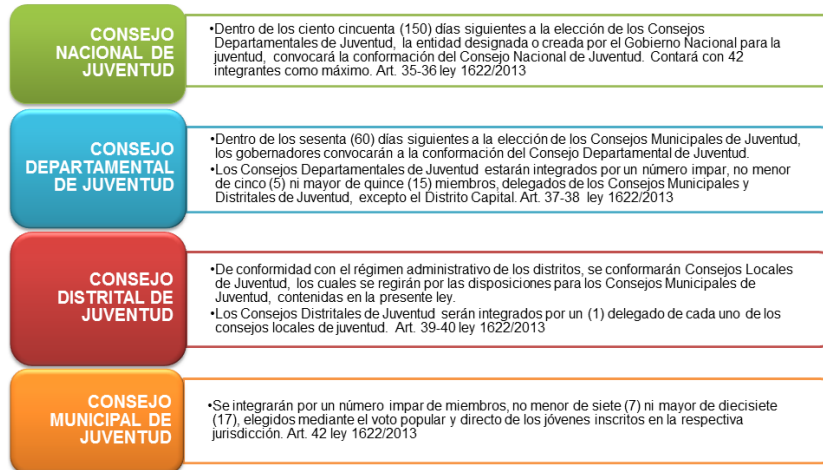 CONSEJO
NACIONAL DE
JUVENTUD
•Dentro de los ciento cincuenta (150) días siguientes a la elección de los Consejos
Departamentales de Juventud, la entidad designada o creada por el Gobierno Nacional para la
juventud, convocará la conformación del Consejo Nacional de Juventud. Contará con 42
integrantes como máximo. Art. 35-36 ley 1622/2013
CONSEJO
DEPARTAMENTAL
DE JUVENTUD
•Dentro de los sesenta (60) días siguientes a la elección de los Consejos Municipales de Juventud,
los gobernadores convocarán a la conformación del Consejo Departamental de Juventud.
•Los Consejos Departamentales de Juventud estarán integrados por un número impar, no menor
de cinco (5) ni mayor de quince (15) miembros, delegados de los Consejos Municipales y
Distritales de Juventud, excepto el Distrito Capital. Art. 37-38 ley 1622/2013
CONSEJO
DISTRITAL DE
JUVENTUD
•De conformidad con el régimen administrativo de los distritos, se conformarán Consejos Locales
de Juventud, los cuales se regirán por las disposiciones para los Consejos Municipales de
Juventud, contenidas en la presente ley.
•Los Consejos Distritales de Juventud serán integrados por un (1) delegado de cada uno de los
consejos locales de juventud. Art. 39-40 ley 1622/2013
CONSEJO
MUNICIPAL DE
JUVENTUD
•Se integrarán por un número impar de miembros, no menor de siete (7) ni mayor de diecisiete
(17), elegidos mediante el voto popular y directo de los jóvenes inscritos en la respectiva
jurisdicción. Art. 42 ley 1622/2013